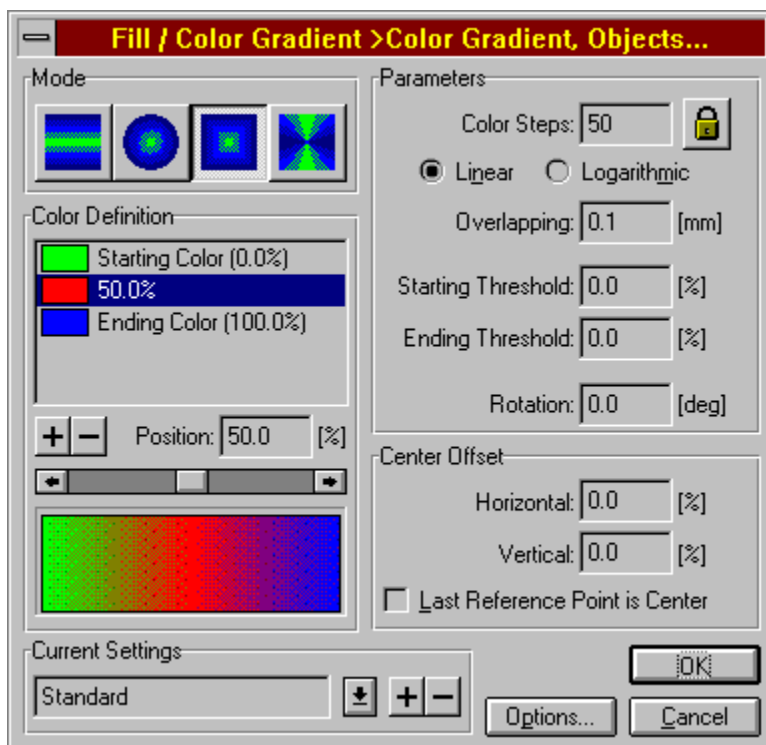 Fill / Color Gradient >Color Gradient, Objects...
Mode
Color Definition
Starting Color (0.0%)
50.0%
Ending Color (100.0%)
+ − Position: 50.0 [%]
Parameters
Color Steps: 50
Linear Logarithmic
Overlapping: 0.1 [mm]
Starting Threshold: 0.0 [%]
Ending Threshold: 0.0 [%]
Rotation: 0.0 [deg]
Center Offset
Horizontal: 0.0 [%]
Vertical: 0.0 [%]
Last Reference Point is Center
Current Settings
Standard + −
OK
Options... Cancel